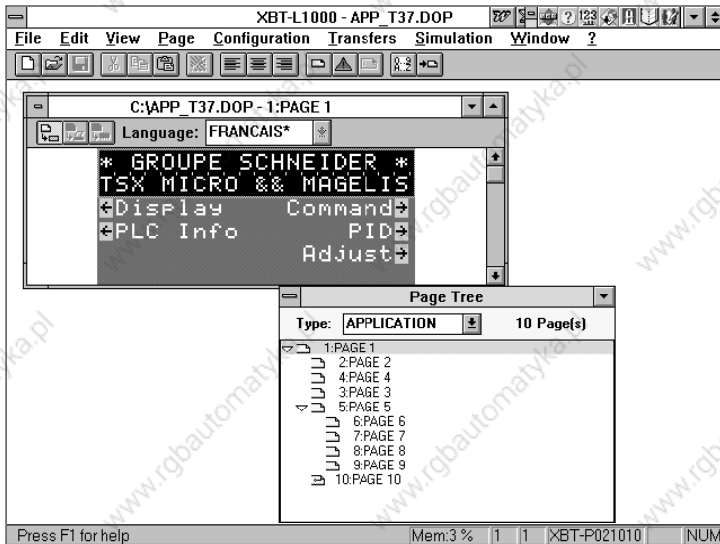 XBT-L1000 - APP_T37.DOP
File Edit View Page Configuration Transfers Simulation Window ?
C:\APP_T37.DOP - 1:PAGE 1
Language: FRANCAIS*
* GROUPE SCHNEIDER *
TSX MICRO && MAGELIS
Display Command
PLC Info PID
Adjust
Page Tree
Type: APPLICATION 10 Page(s)
1:PAGE 1
2:PAGE 2
4:PAGE 4
3:PAGE 3
5:PAGE 5
6:PAGE 6
7:PAGE 7
8:PAGE 8
9:PAGE 9
10:PAGE 10
Press F1 for help Mem:3 % 1 1 XBT-P021010 NUM
www.rgbautomatyka.pl